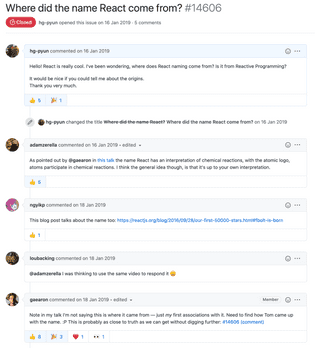 Where did the name React come from? #14606
Closed hg-pyun opened this issue on 16 Jan 2019 · 5 comments
hg-pyun commented on 16 Jan 2019
Hello! React is really cool. I've been wondering, where does React naming come from? Is it from Reactive Programming?
It would be nice if you could tell me about the origins.
Thank you very much.
5 1
hg-pyun changed the title Where did the name React? Where did the name React come from? on 16 Jan 2019
adamzerella commented on 16 Jan 2019 • edited
As pointed out by @gaearon in this talk the name React has an interpretation of chemical reactions, with the atomic logo,
atoms participate in chemical reactions. I think the general idea though, is that it's up to your own interpretation.
6
ngyikp commented on 16 Jan 2019
This blog post talks about the name too: https://reactjs.org/blog/2016/09/28/our-first-50000-stars.html#fbolt-is-born
1
loubacking commented on 16 Jan 2019
@adamzerella I was thinking to use the same video to respond it
gaearon commented on 16 Jan 2019 • edited
Member
Note in my talk I'm not saying this is where it came from — just my first associations with it. Need to find how Tom came up
with the name. :P This is probably as close to truth as we can get without digging further: #14606 (comment)
8 3 1 1